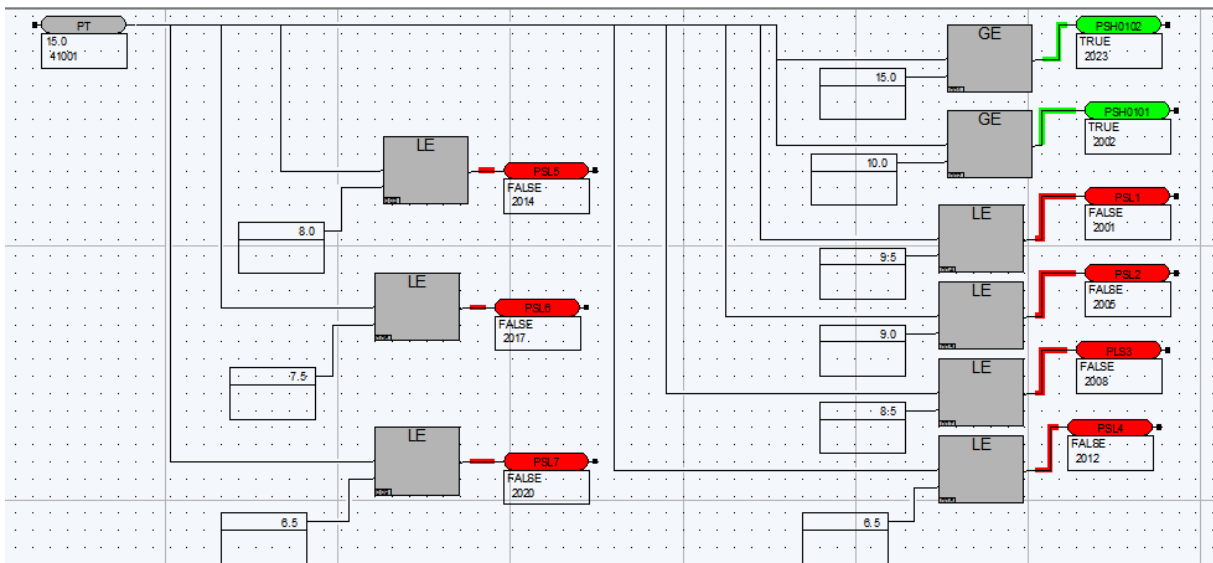 PT
15.0
41001
GE
PSH0102
TRUE
2023
15.0
GE
PSH0101
TRUE
2002
10.0
LE
PSL5
FALSE
2014
8.0
LE
PSL1
FALSE
2001
9:5
LE
PSL6
FALSE
2017
7.5
LE
PSL2
FALSE
2005
9.0
LE
PLS3
FALSE
2008
8:5
LE
PSL7
FALSE
2020
6.5
LE
PSL4
FALSE
2012
6.5